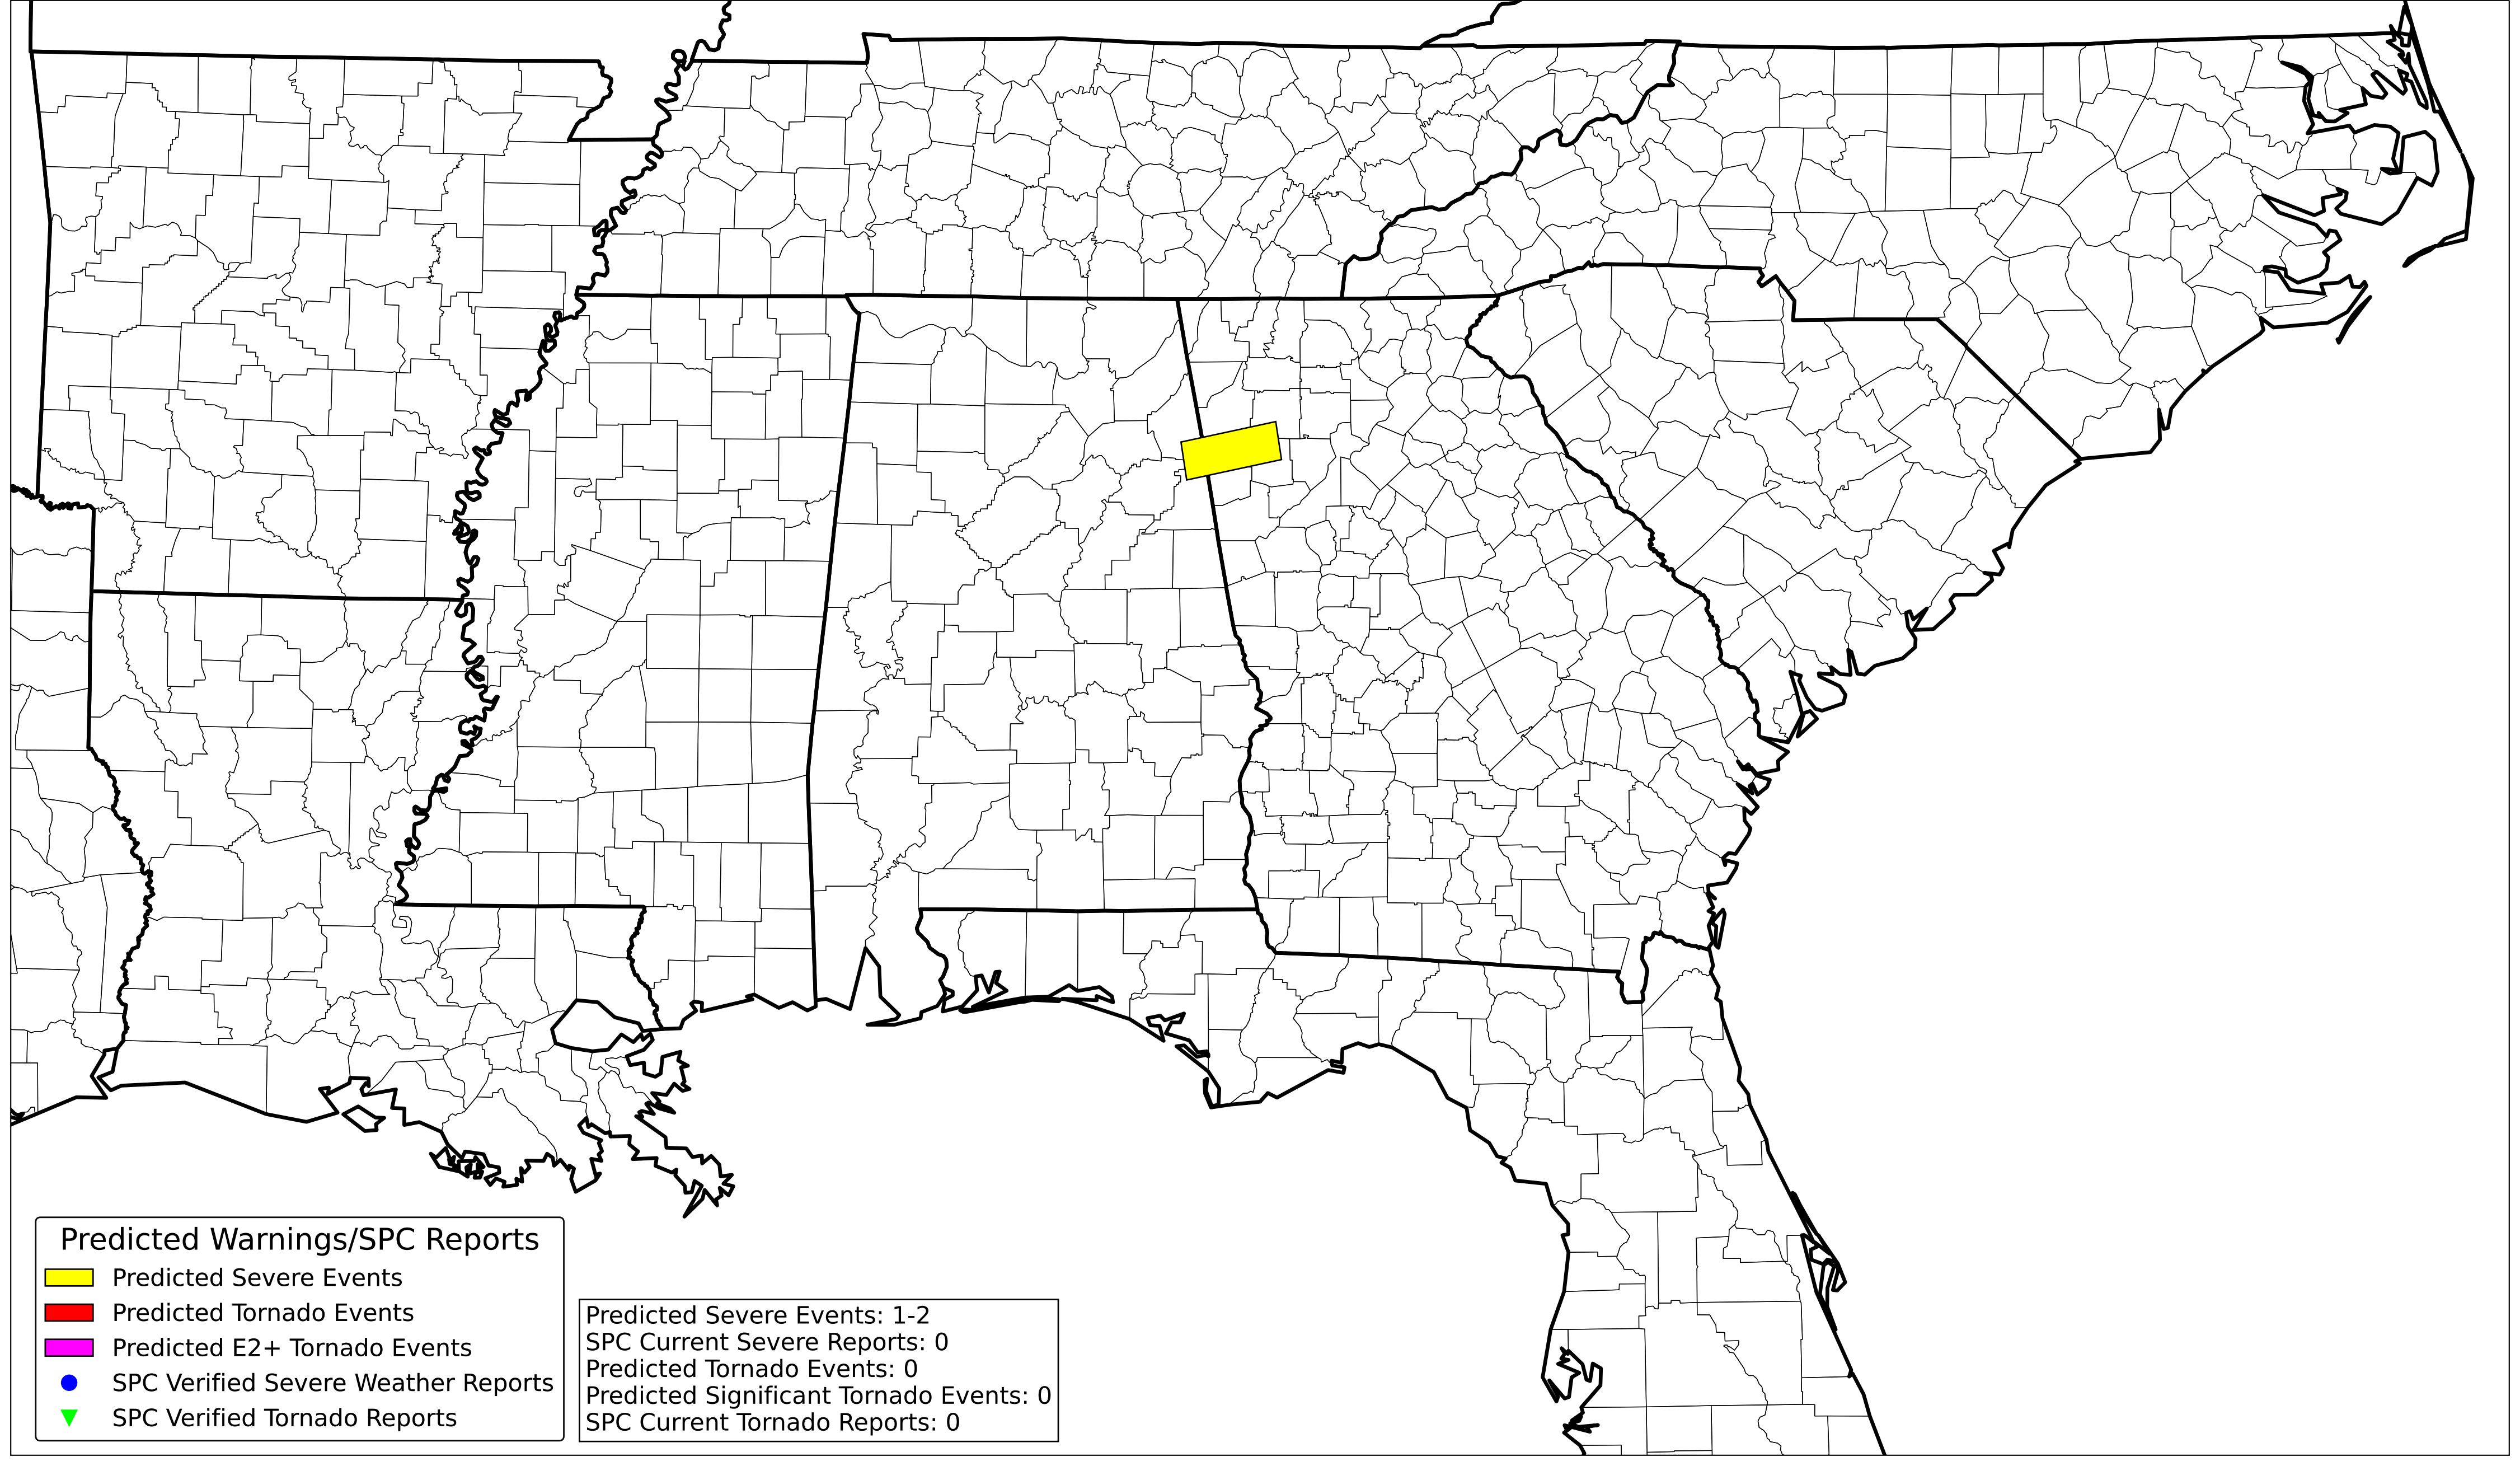 Predicted Warnings/SPC Reports
Predicted Severe Events
Predicted Tornado Events
Predicted E2+ Tornado Events
SPC Verified Severe Weather Reports
SPC Verified Tornado Reports
Predicted Severe Events: 1-2
SPC Current Severe Reports: 0
Predicted Tornado Events: 0
Predicted Significant Tornado Events: 0
SPC Current Tornado Reports: 0